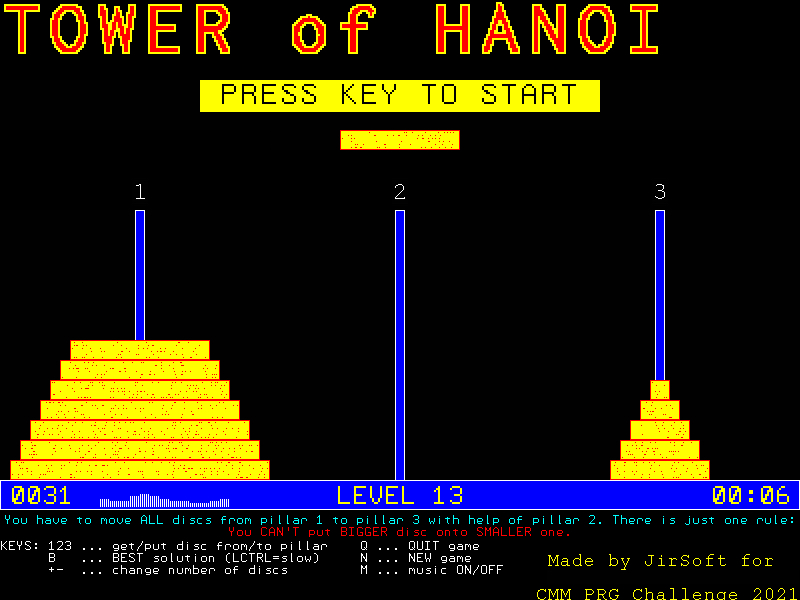 TOWER of HANOI
PRESS KEY TO START
1 2 3
0031 LEVEL 13 00:06
You have to move ALL discs from pillar 1 to pillar 3 with help of pillar 2. There is just one rule:
You CAN'T put BIGGER disc onto SMALLER one.
KEYS: 123 ... get/put disc from/to pillar Q ... QUIT game
B ... BEST solution (LCTRL=slow) N ... NEW game
+- ... change number of discs M ... music ON/OFF
Made by JirSoft for
CMM PRG Challenge 2021